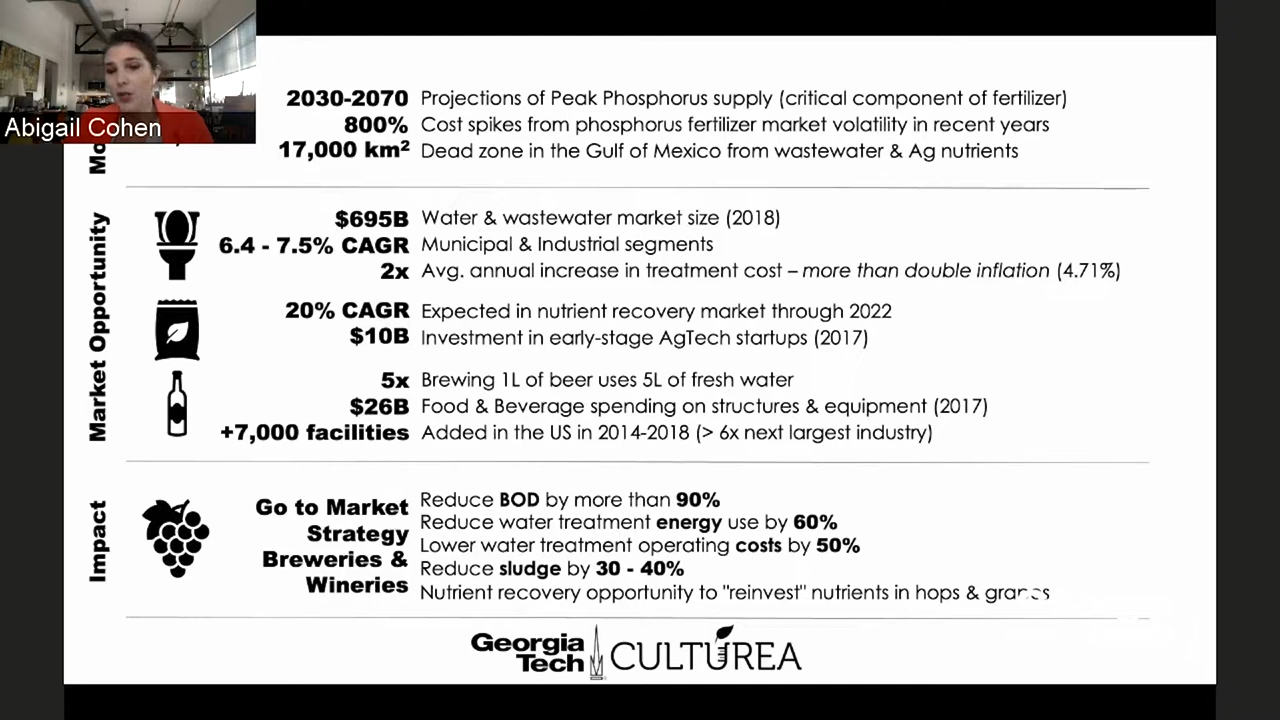 Abigail Cohen
2030-2070 Projections of Peak Phosphorus supply (critical component of fertilizer)
800% Cost spikes from phosphorus fertilizer market volatility in recent years
17,000 km² Dead zone in the Gulf of Mexico from wastewater & Ag nutrients
Market Opportunity
$695B Water & wastewater market size (2018)
6.4 - 7.5% CAGR Municipal & Industrial segments
2x Avg. annual increase in treatment cost – more than double inflation (4.71%)
20% CAGR Expected in nutrient recovery market through 2022
$10B Investment in early-stage AgTech startups (2017)
5x Brewing 1L of beer uses 5L of fresh water
$26B Food & Beverage spending on structures & equipment (2017)
+7,000 facilities Added in the US in 2014-2018 (> 6x next largest industry)
Impact
Go to Market
Strategy
Breweries &
Wineries
Reduce BOD by more than 90%
Reduce water treatment energy use by 60%
Lower water treatment operating costs by 50%
Reduce sludge by 30 - 40%
Nutrient recovery opportunity to "reinvest" nutrients in hops & grapes
Georgia
Tech
CULTUREA